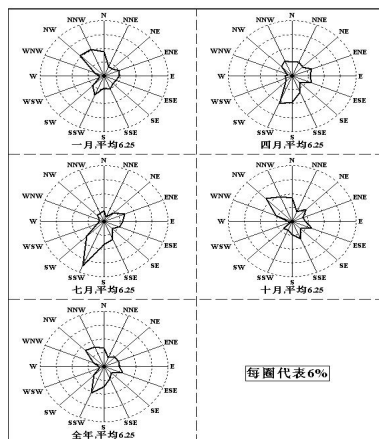 N
NNW NNE
NW NE
WNW ENE
W E
WSW ESE
SW SE
SSW SSE
S
一月,平均6.25
N
NNW NNE
NW NE
WNW ENE
W E
WSW ESE
SW SE
SSW SSE
S
四月,平均6.25
N
NNW NNE
NW NE
WNW ENE
W E
WSW ESE
SW SE
SSW SSE
S
七月,平均6.25
N
NNW NNE
NW NE
WNW ENE
W E
WSW ESE
SW SE
SSW SSE
S
十月,平均6.25
N
NNW NNE
NW NE
WNW ENE
W E
WSW ESE
SW SE
SSW SSE
S
全年,平均6.25
每圈代表6%